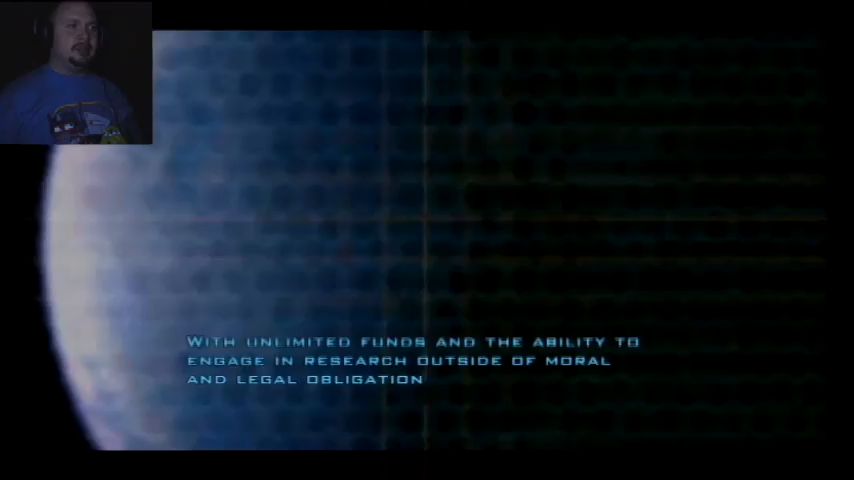 WITH UNLIMITED FUNDS AND THE ABILITY TO
ENGAGE IN RESEARCH OUTSIDE OF MORAL
AND LEGAL OBLIGATION